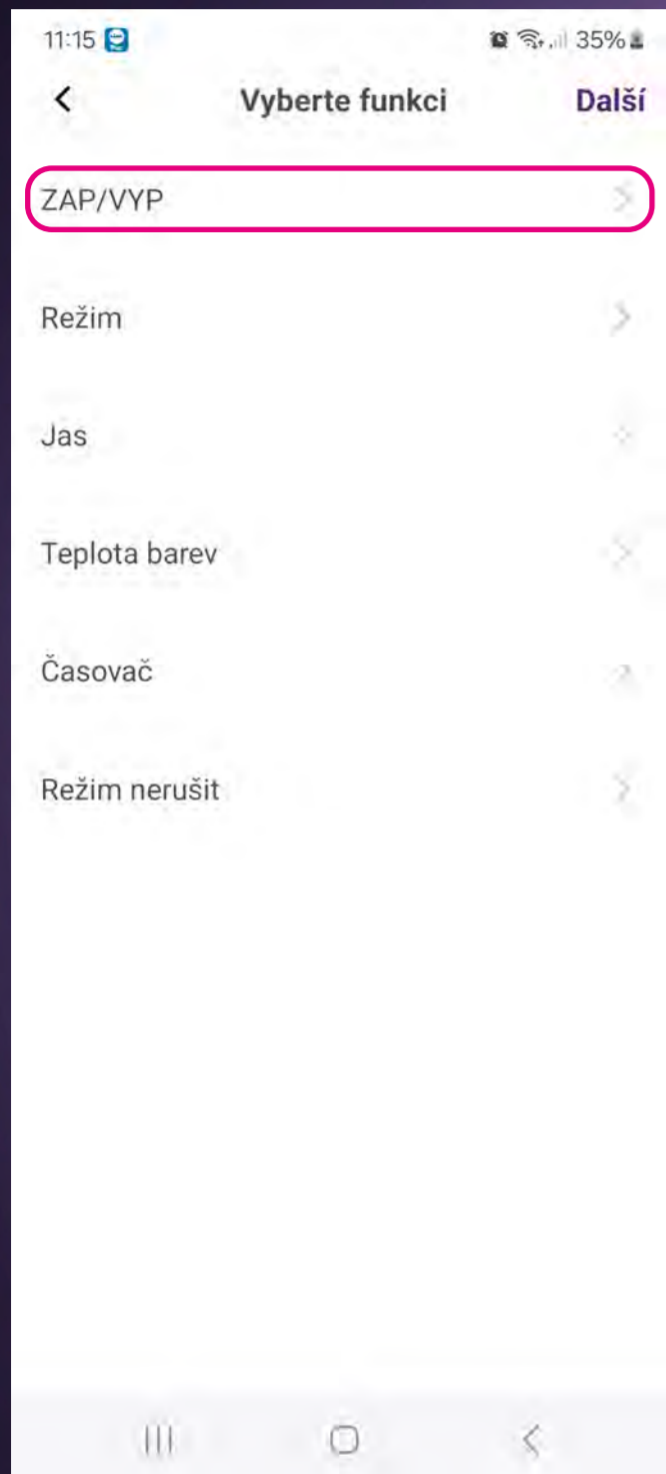 11:15 35%
Vyberte funkci Další
ZAP/VYP
Režim
Jas
Teplota barev
Časovač
Režim nerušit